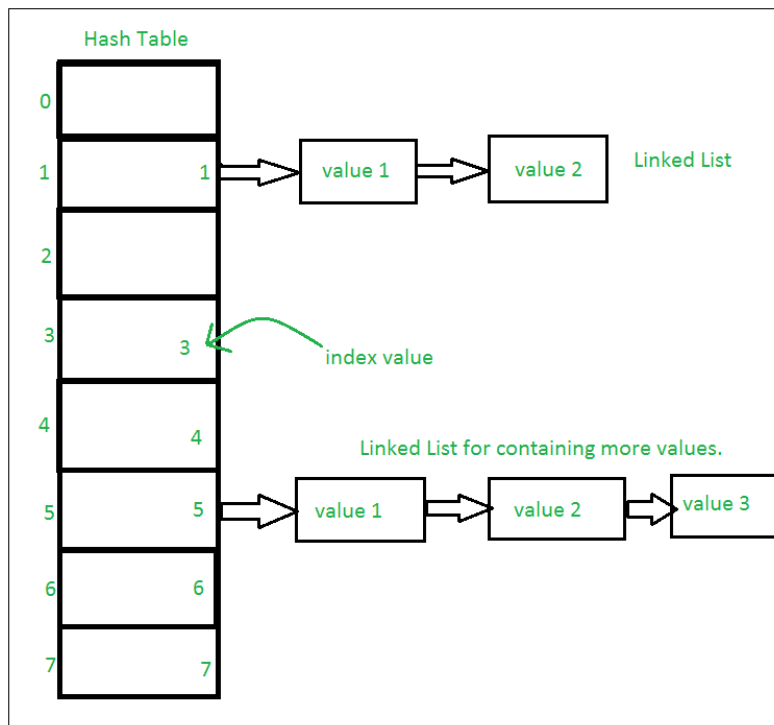 Hash Table
0
1 1 value 1 value 2 Linked List
2
3 3
index value
4 4
Linked List for containing more values.
5 5 value 1 value 2 value 3
6 6
7 7